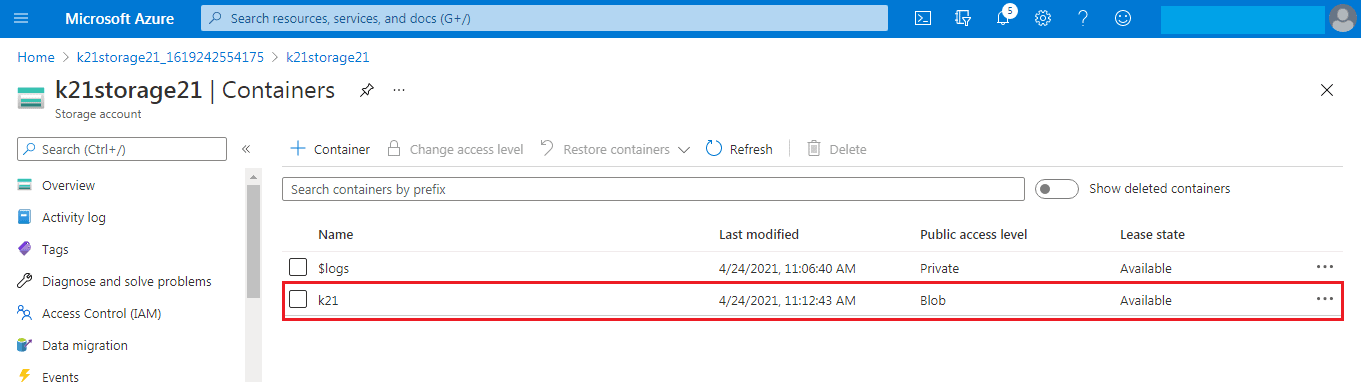 Microsoft Azure
Search resources, services, and docs (G+/)
5
Home > k21storage21_1619242554175 > k21storage21
k21storage21 | Containers
Storage account
Search (Ctrl+/)
Container
Change access level
Restore containers
Refresh
Delete
Overview
Search containers by prefix
Show deleted containers
Activity log
Tags
Name Last modified Public access level Lease state
$logs 4/24/2021, 11:06:40 AM Private Available
Diagnose and solve problems
k21 4/24/2021, 11:12:43 AM Blob Available
Access Control (IAM)
Data migration
Events